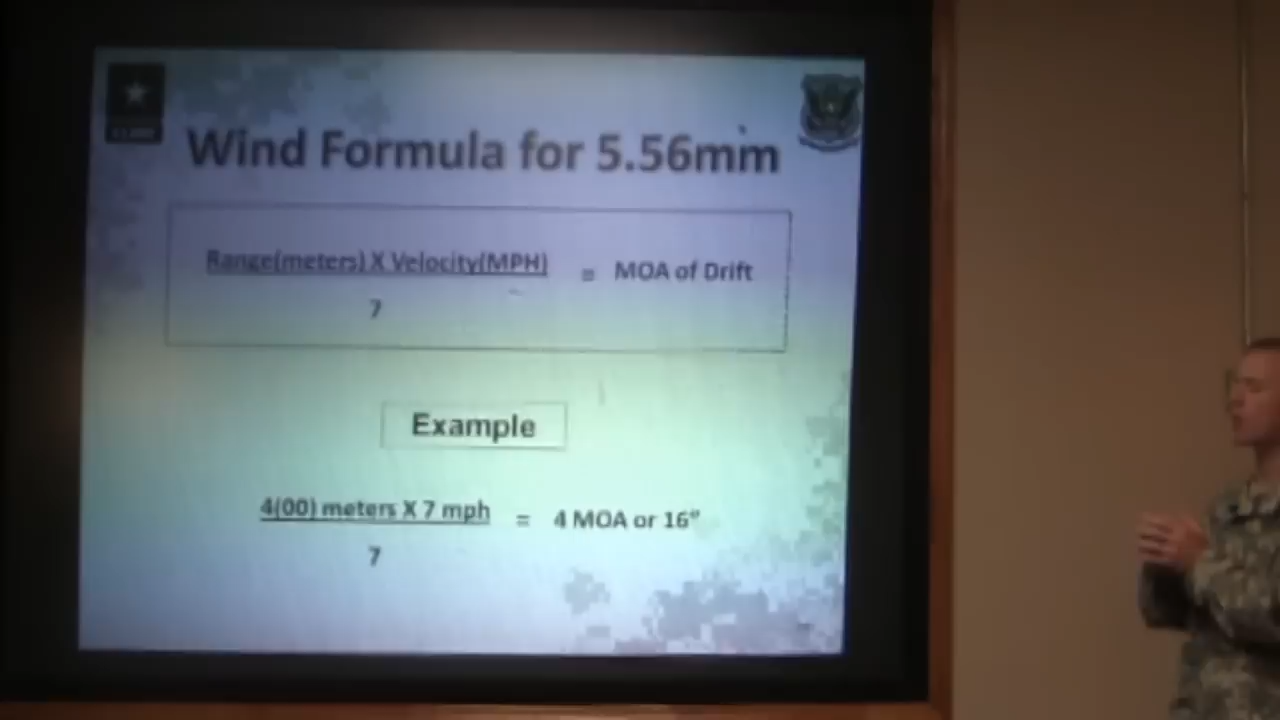 Wind Formula for 5.56mm
Range(meters) X Velocity(MPH) = MOA of Drift
7
Example
4(00) meters X 7 mph = 4 MOA or 16"
7